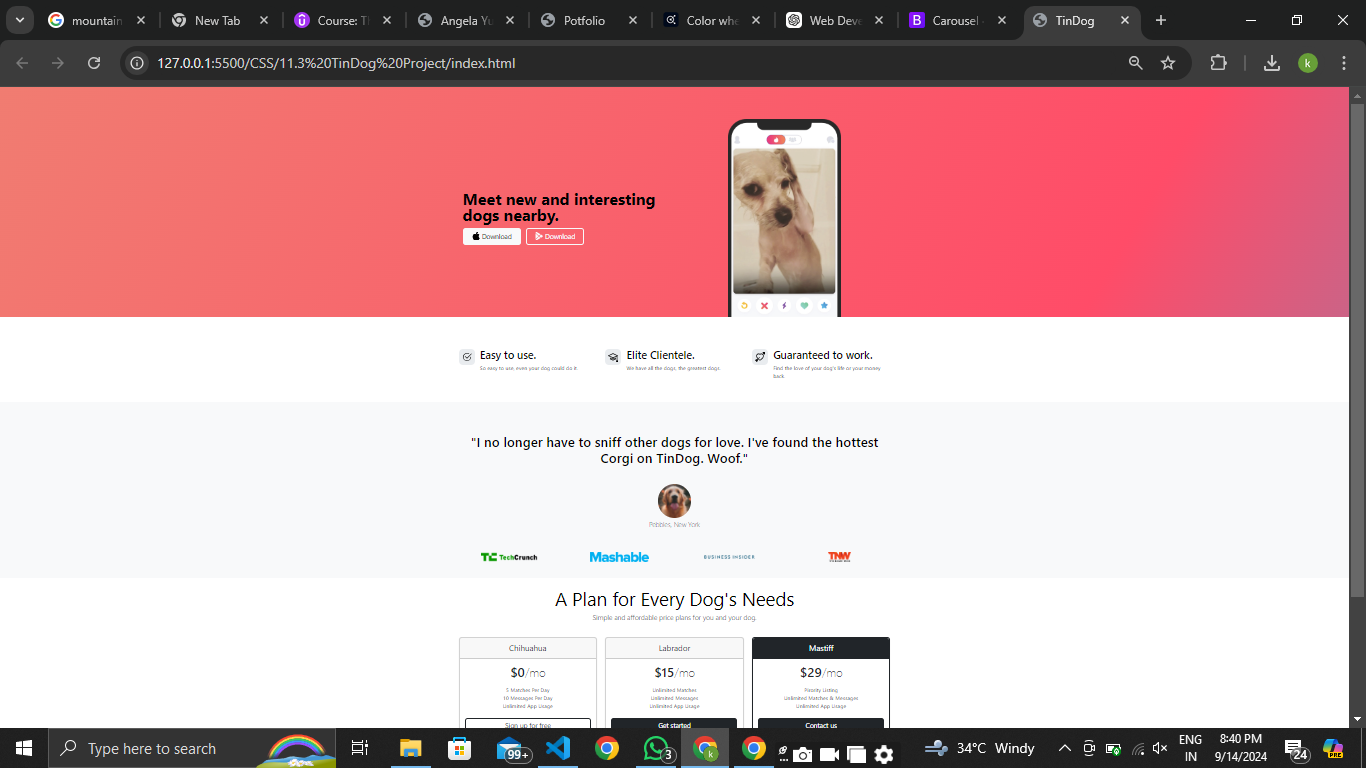 mountain
New Tab
Course: Th
Angela Yu
Potfolio
Color whe
Web Deve
Carousel
TinDog
127.0.0.1:5500/CSS/11.3%20TinDog%20Project/index.html
k
Meet new and interesting
dogs nearby.
Download
Download
Easy to use.
So easy to use, even your dog could do it.
Elite Clientele.
We have all the dogs, the greatest dogs.
Guaranteed to work.
Find the love of your dog's life or your money
back.
"I no longer have to sniff other dogs for love. I've found the hottest
Corgi on TinDog. Woof."
Pebbles, New York
TC TechCrunch
Mashable
BUSINESS INSIDER
TNW
A Plan for Every Dog's Needs
Simple and affordable price plans for you and your dog.
Chihuahua
$0/mo
5 Matches Per Day
10 Messages Per Day
Unlimited App Usage
Sign up for free
Labrador
$15/mo
Unlimited Matches
Unlimited Messages
Unlimited App Usage
Get started
Mastiff
$29/mo
Pirority Listing
Unlimited Matches & Messages
Unlimited App Usage
Contact us
Type here to search
99+
3
k
34°C Windy
ENG
IN
8:40 PM
9/14/2024
24
PRE